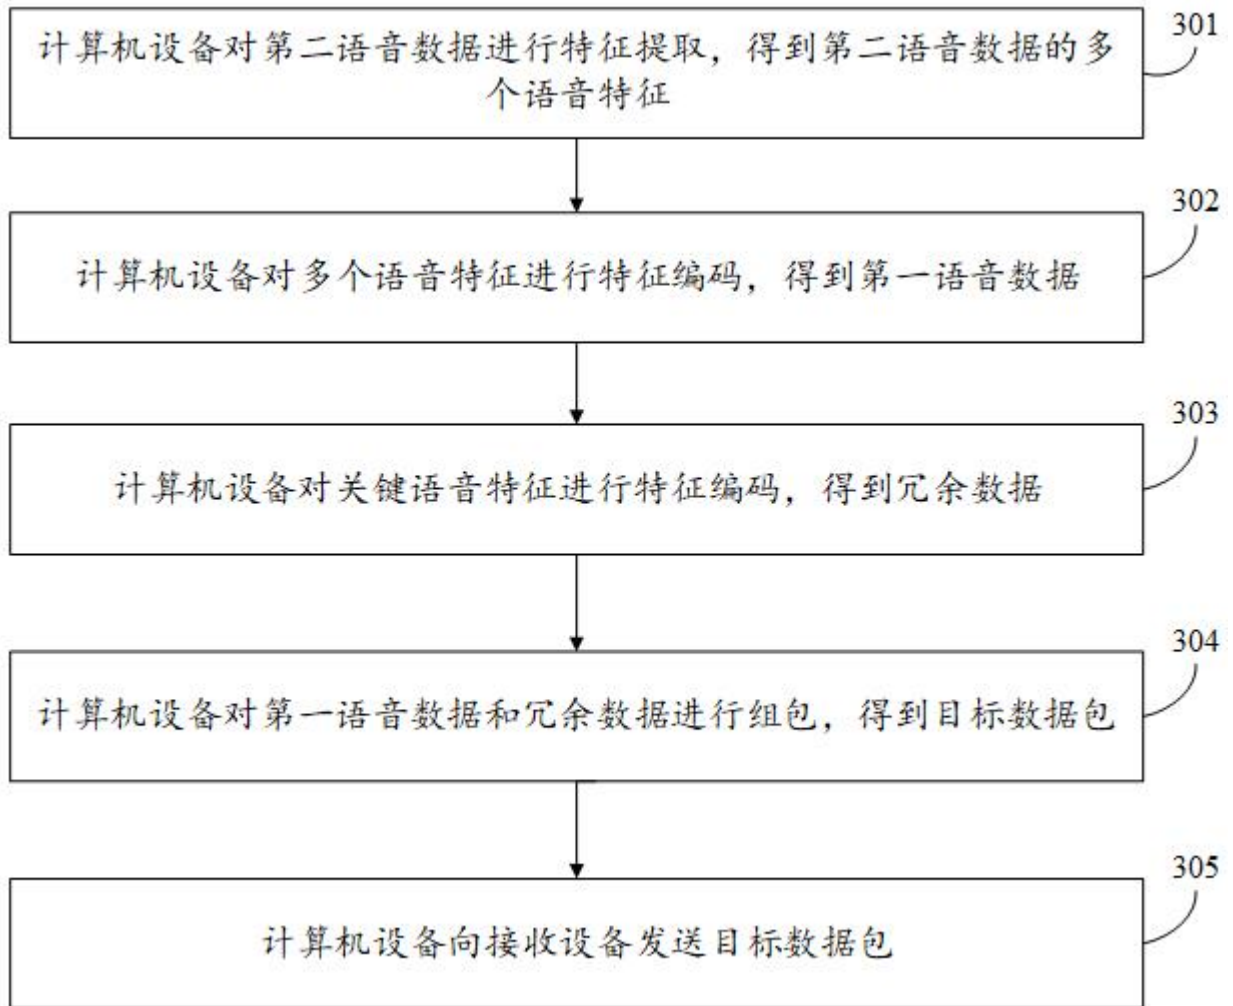 计算机设备对第二语音数据进行特征提取，得到第二语音数据的多
个语音特征
301
计算机设备对多个语音特征进行特征编码，得到第一语音数据
302
计算机设备对关键语音特征进行特征编码，得到冗余数据
303
计算机设备对第一语音数据和冗余数据进行组包，得到目标数据包
304
计算机设备向接收设备发送目标数据包
305